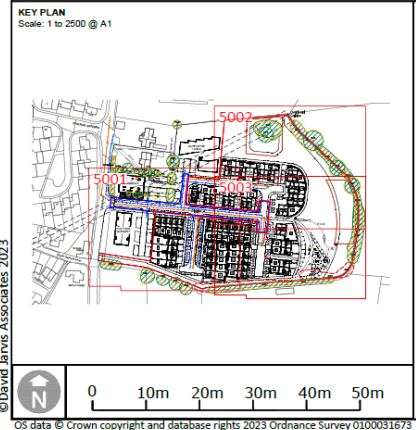 KEY PLAN
Scale: 1 to 2500 @ A1
5002
5001
5003
©David Jarvis Associates 2023
N
0 10m 20m 30m 40m 50m
OS data © Crown copyright and database rights 2023 Ordnance Survey 0100031673